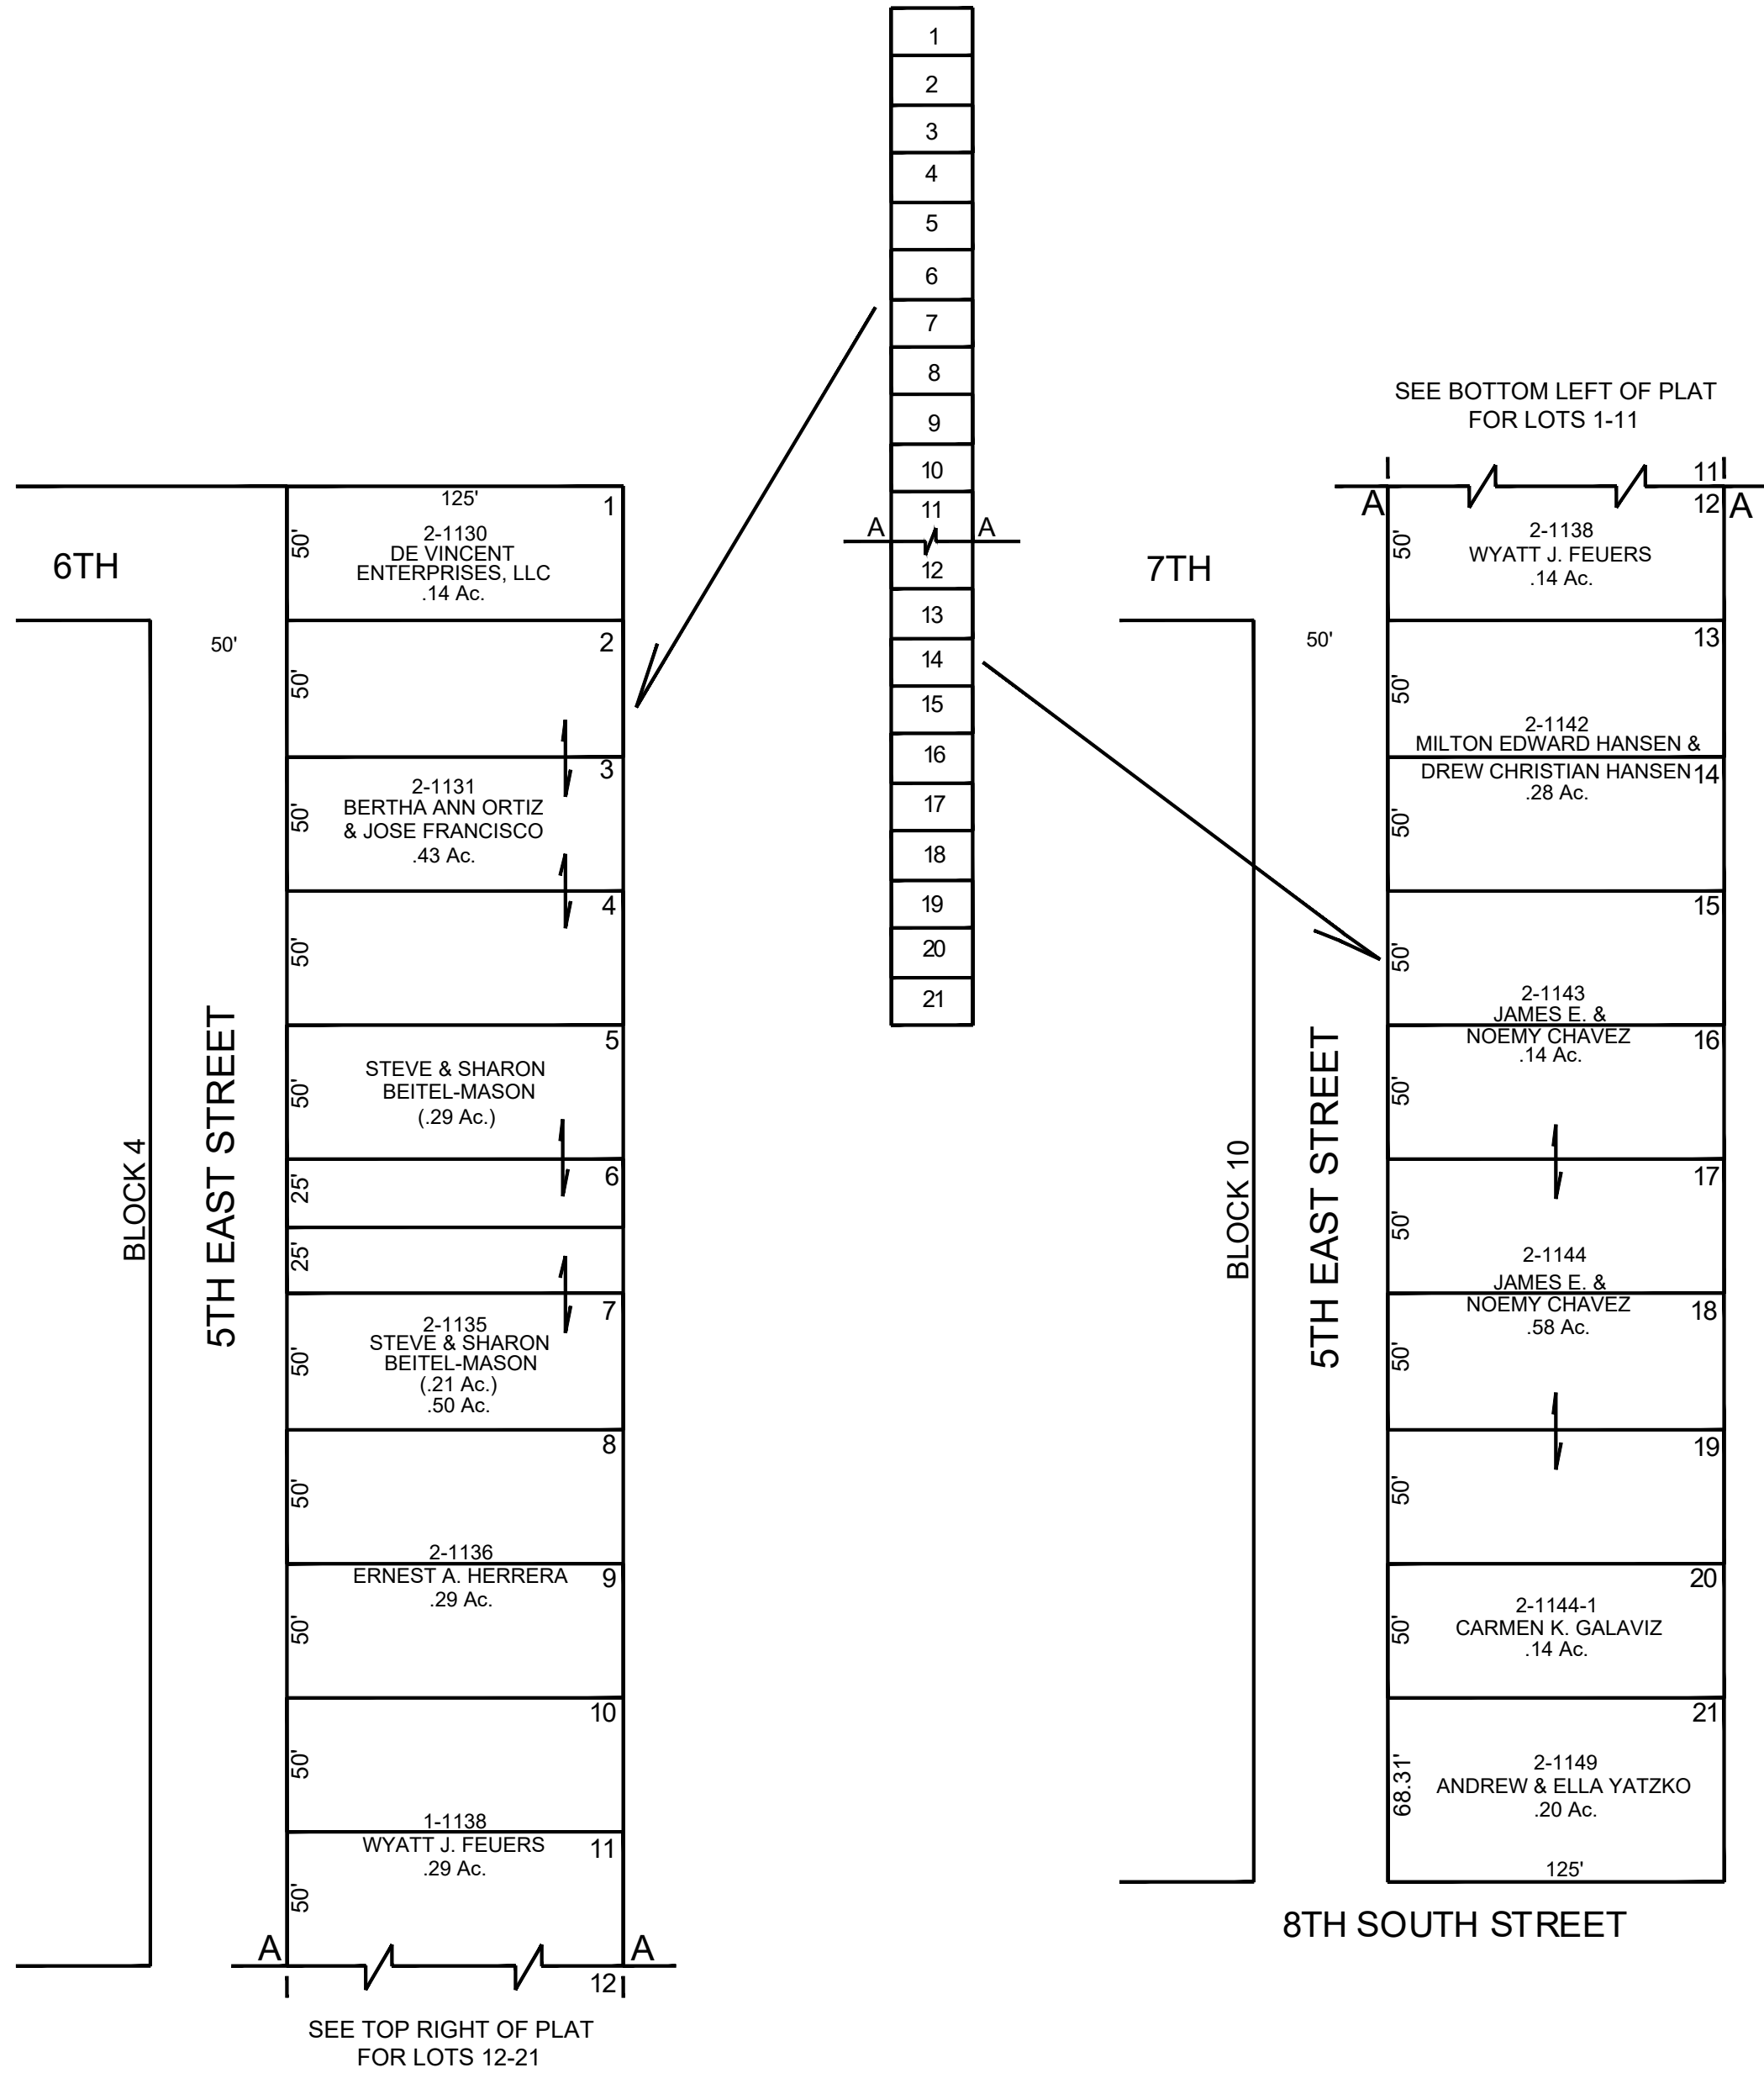 1
2
3
4
5
6
7
8
9
10
11
A A
12
13
14
15
16
17
18
19
20
21
6TH
50'
BLOCK 4
5TH EAST STREET
125'
1
50'
2-1130
DE VINCENT
ENTERPRISES, LLC
.14 Ac.
2
50'
3
50'
2-1131
BERTHA ANN ORTIZ
& JOSE FRANCISCO
.43 Ac.
4
50'
5
50'
STEVE & SHARON
BEITEL-MASON
(.29 Ac.)
6
25'
25'
7
50'
2-1135
STEVE & SHARON
BEITEL-MASON
(.21 Ac.)
.50 Ac.
8
50'
2-1136
ERNEST A. HERRERA
9
.29 Ac.
50'
10
50'
1-1138
WYATT J. FEUERS
11
.29 Ac.
50'
A A
12
SEE TOP RIGHT OF PLAT
FOR LOTS 12-21
SEE BOTTOM LEFT OF PLAT
FOR LOTS 1-11
11
A A
12
7TH
50'
BLOCK 10
5TH EAST STREET
50'
2-1138
WYATT J. FEUERS
.14 Ac.
13
50'
2-1142
MILTON EDWARD HANSEN &
DREW CHRISTIAN HANSEN
14
.28 Ac.
50'
15
50'
2-1143
JAMES E. &
NOEMY CHAVEZ
16
.14 Ac.
50'
17
50'
2-1144
JAMES E. &
NOEMY CHAVEZ
18
.58 Ac.
50'
19
50'
20
50'
2-1144-1
CARMEN K. GALAVIZ
.14 Ac.
21
68.31'
2-1149
ANDREW & ELLA YATZKO
.20 Ac.
125'
8TH SOUTH STREET